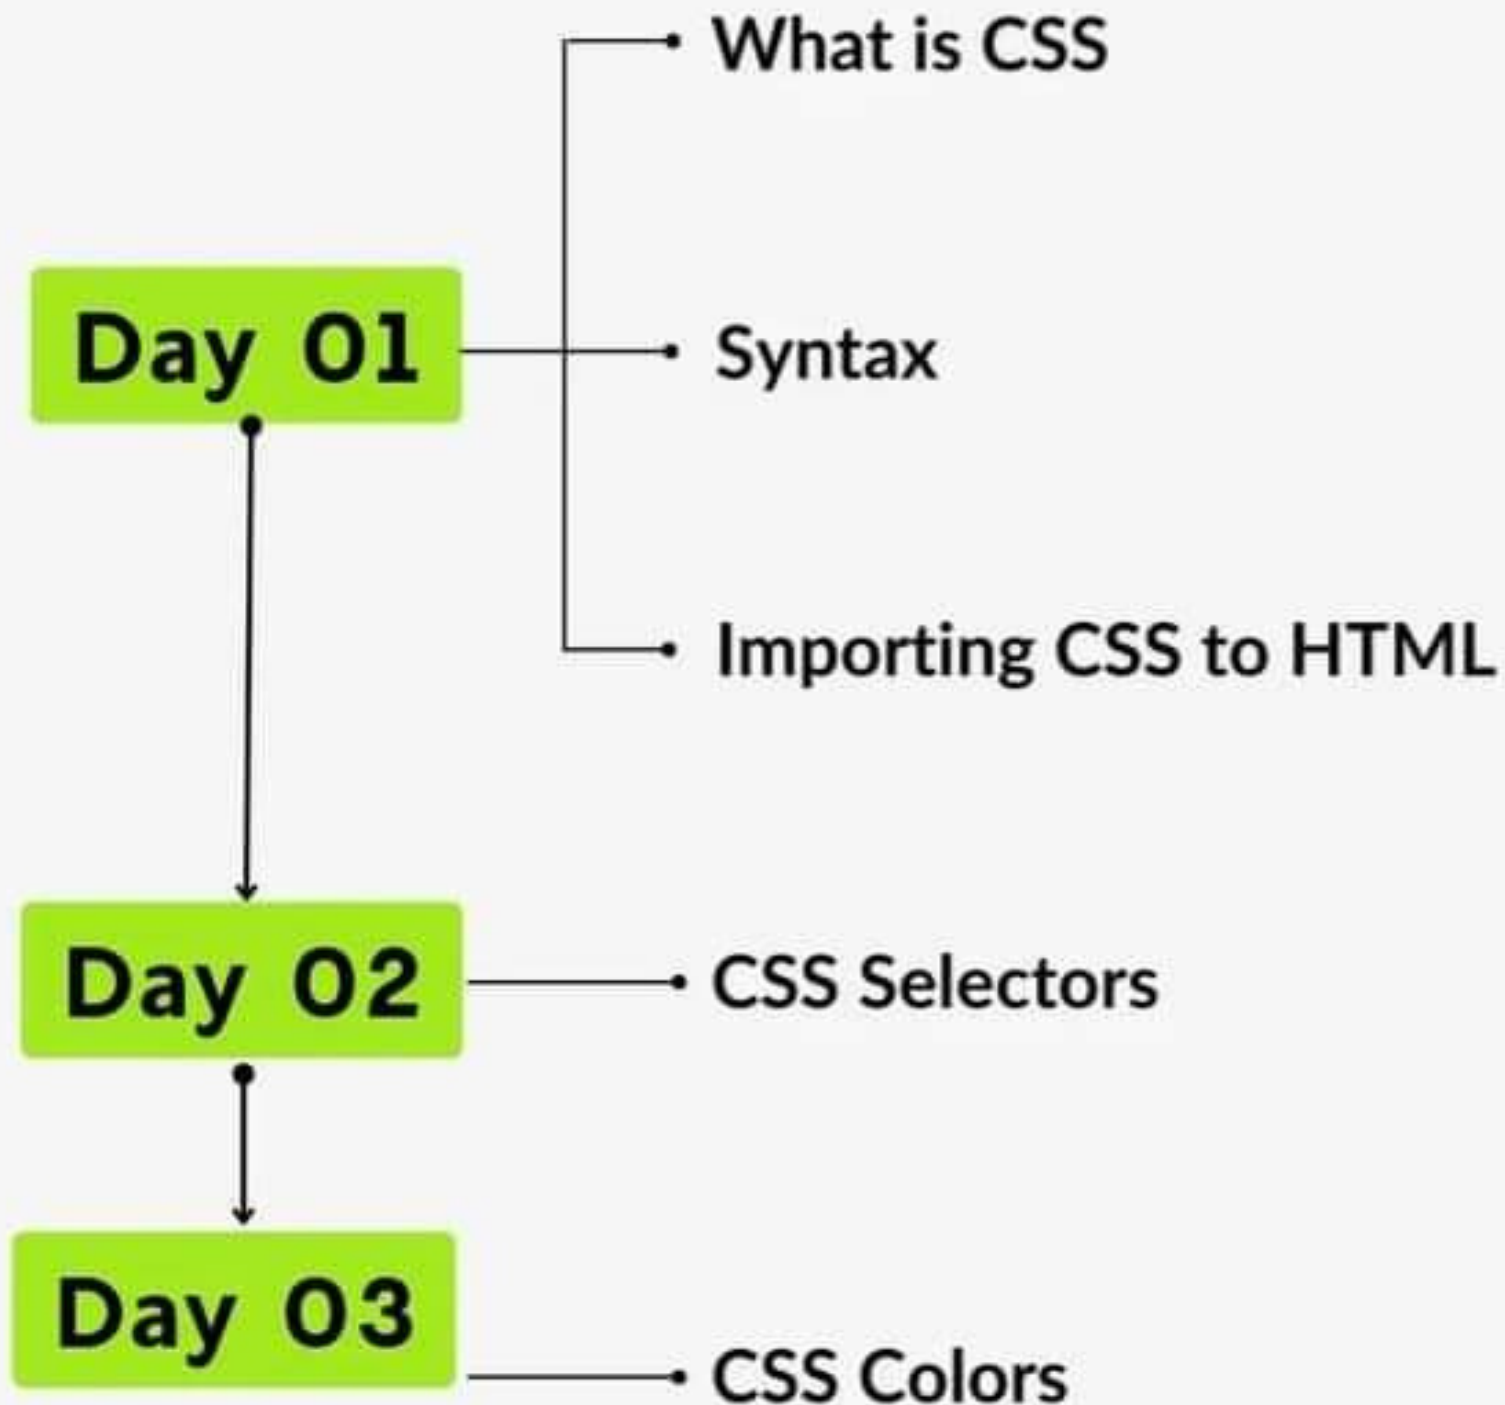 What is CSS
Day 01
Syntax
Importing CSS to HTML
Day 02
CSS Selectors
Day 03
CSS Colors